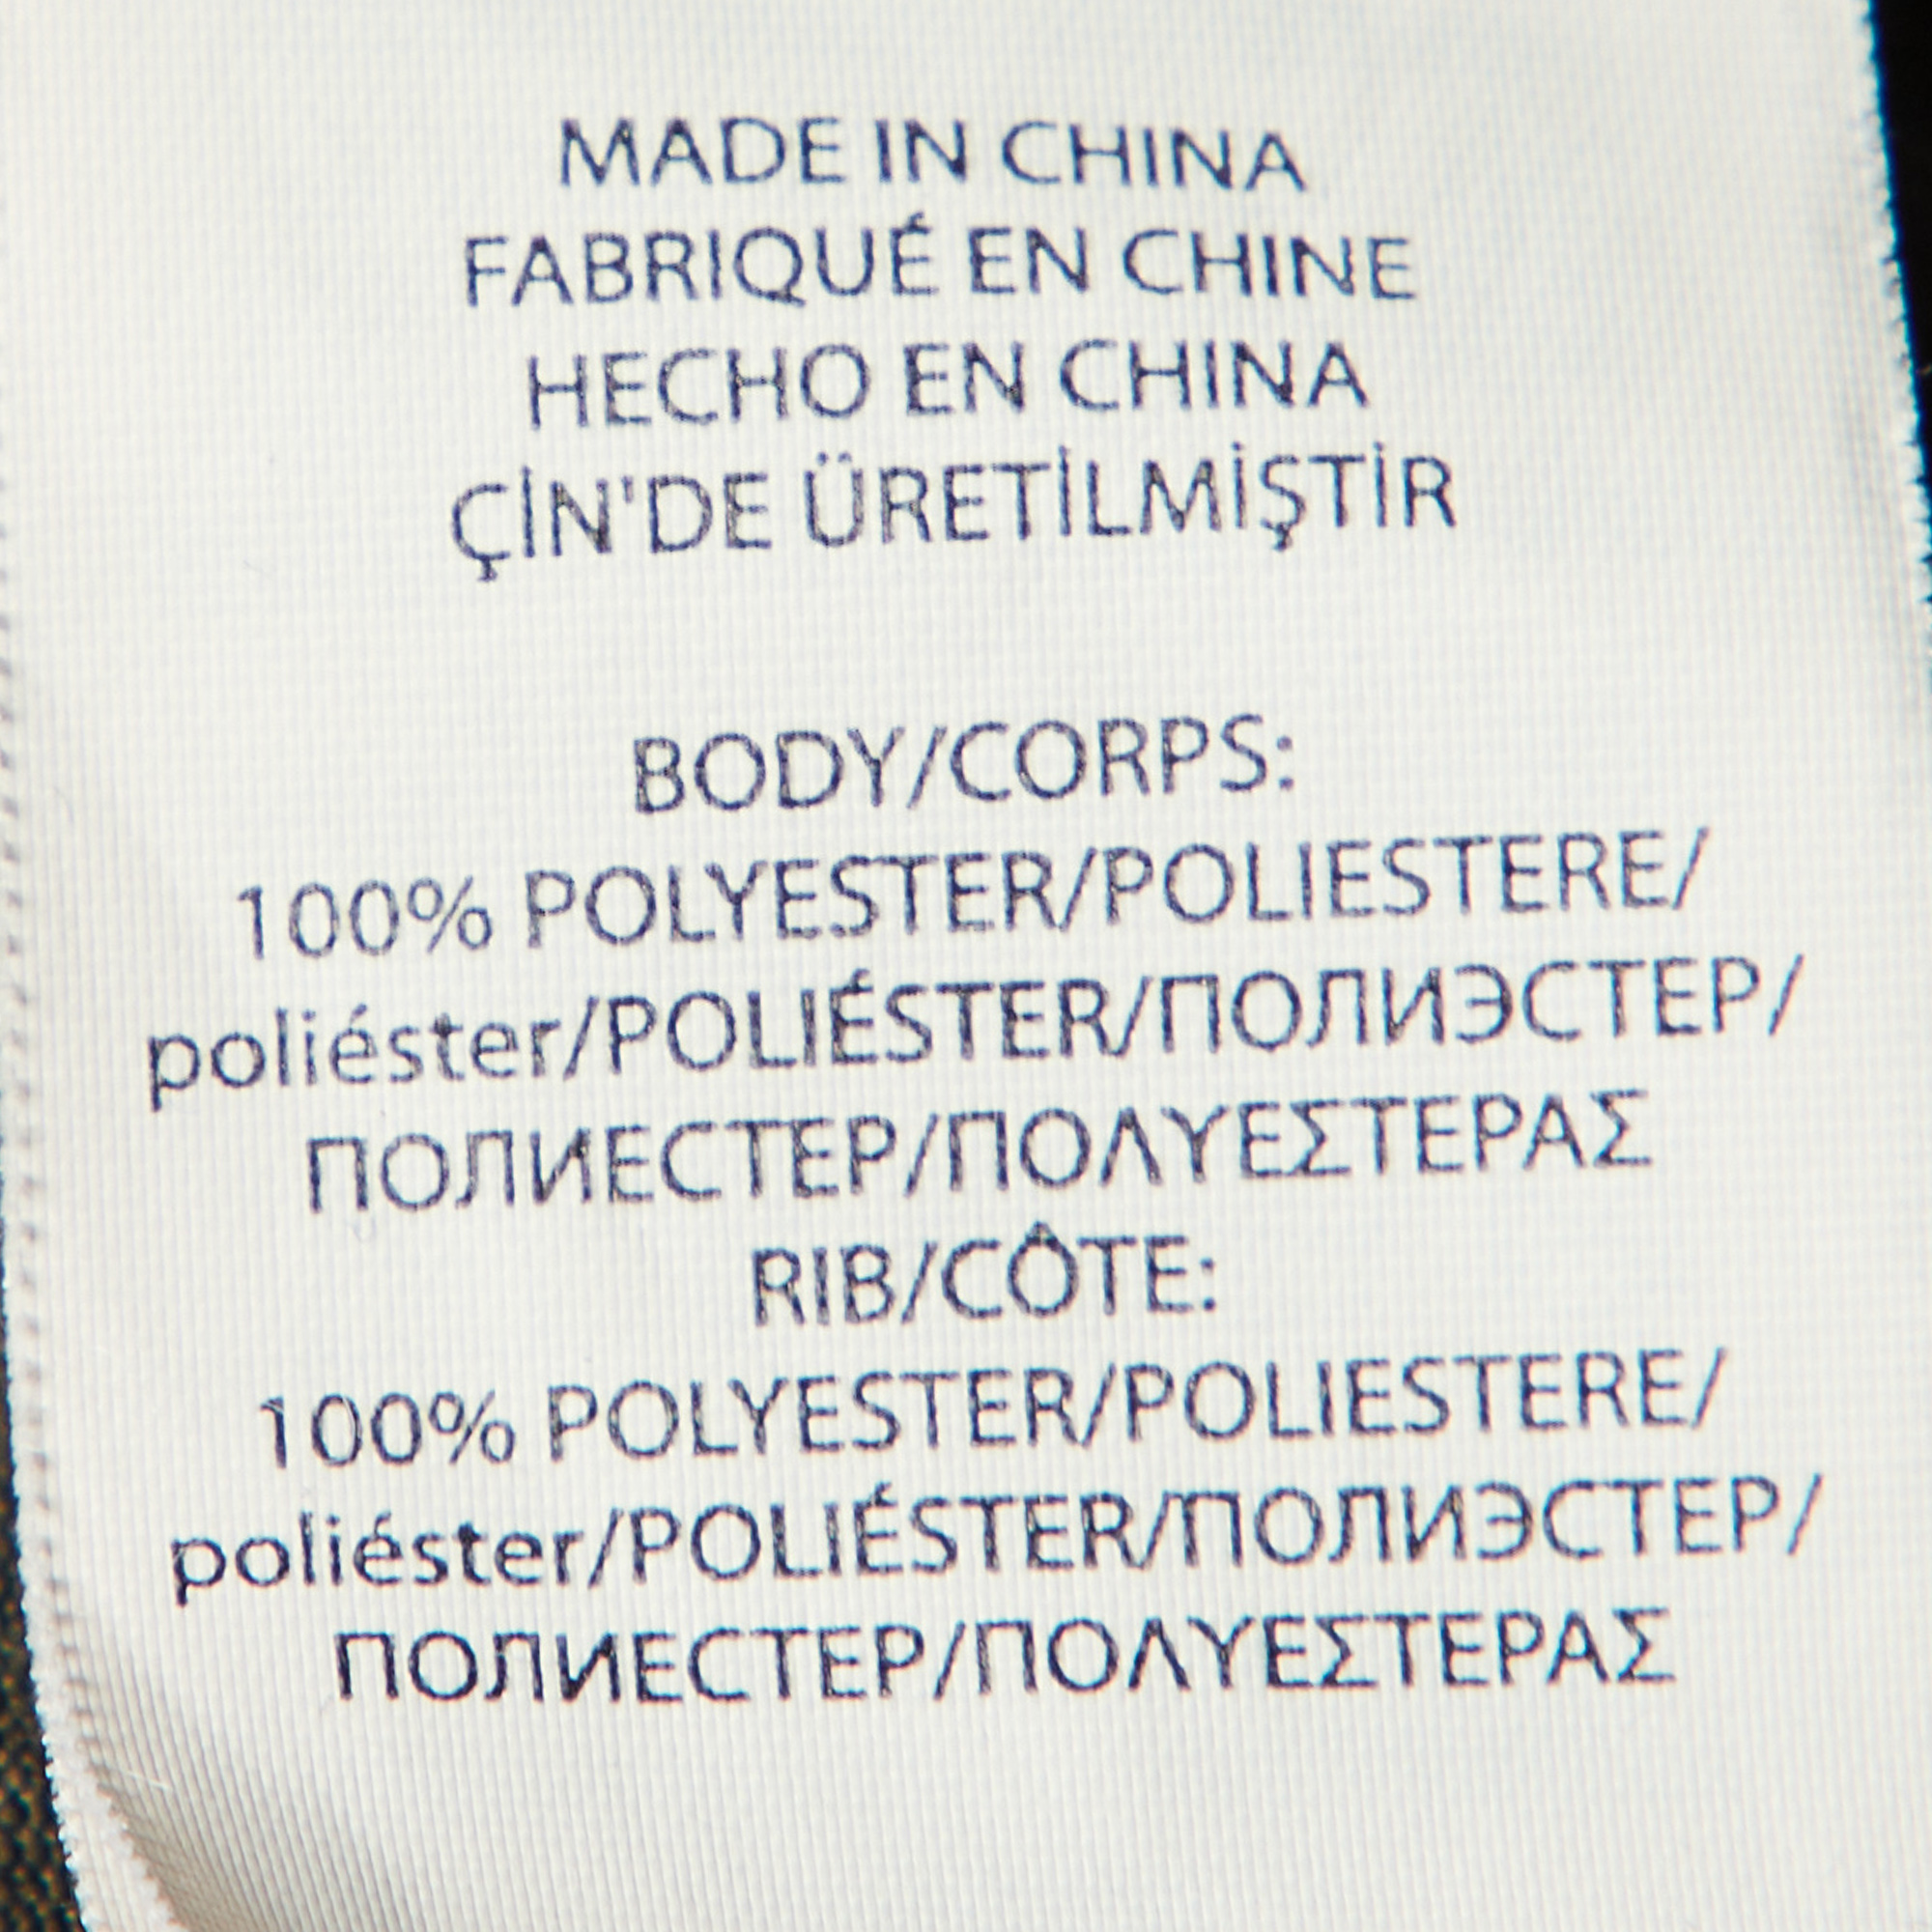 MADE IN CHINA
FABRIQUÉ EN CHINE
HECHO EN CHINA
ÇİN'DE ÜRETİLMİŞTİR
BODY/CORPS:
100% POLYESTER/POLIESTERE/
poliéster/POLIÉSTER/ПОЛИЭСТЕР/
ПОЛИЕСТЕР/ΠΟΛΥΕΣΤΕΡΑΣ
RIB/CÔTE:
100% POLYESTER/POLIESTERE/
poliéster/POLIÉSTER/ПОЛИЭСТЕР/
ПОЛИЕСТЕР/ΠΟΛΥΕΣΤΕΡΑΣ